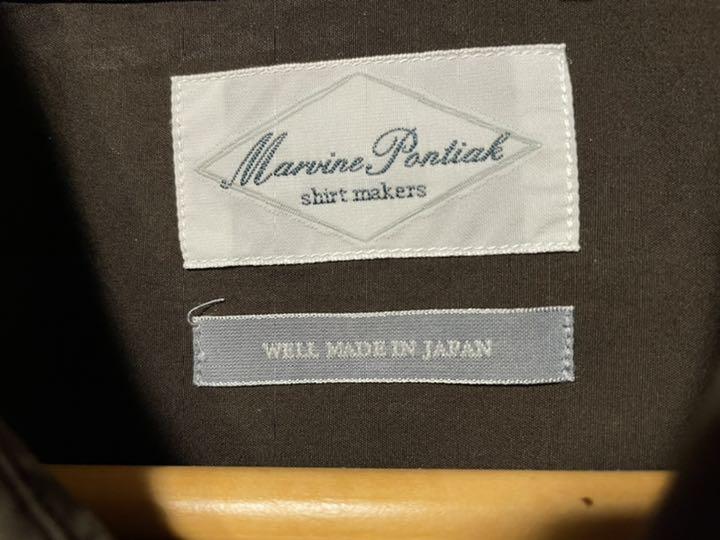 Marvine Pontiak
shirt makers
WELL MADE IN JAPAN